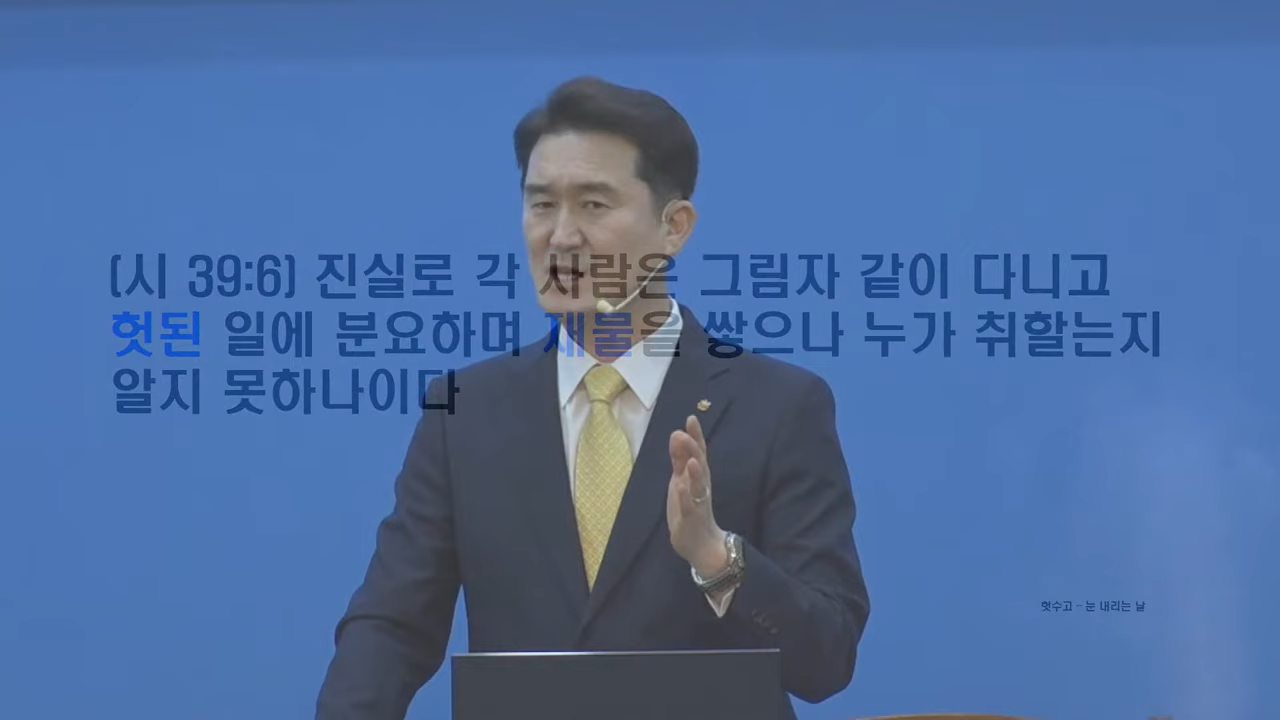 (시 39:6) 진실로 각 사람은 그림자 같이 다니고
헛된 일에 분요하며 재물을 쌓으나 누가 취할는지
알지 못하나이다
헛수고 - 눈 내리는 날